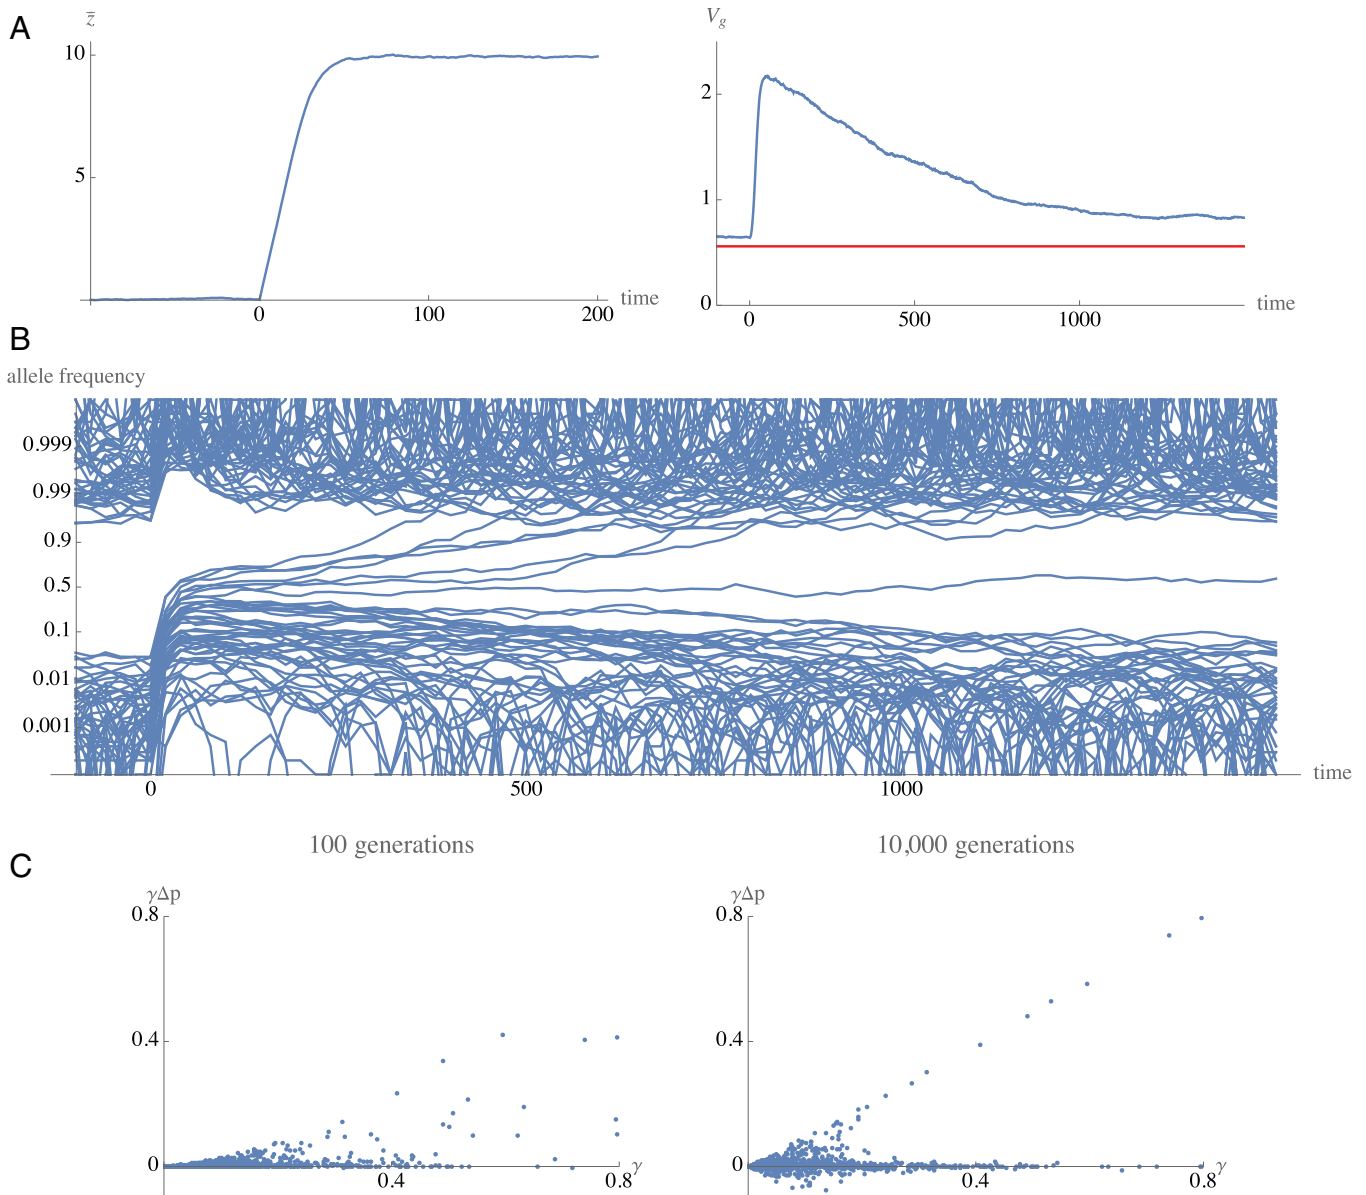 A
z̄
10
5
0
100
200
time
V_g
2
1
0
0
500
1000
time
B
allele frequency
0.999
0.99
0.9
0.5
0.1
0.01
0.001
0
500
1000
time
C
100 generations
γΔp
0.8
0.4
0
0.4
0.8
γ
10,000 generations
γΔp
0.8
0.4
0
0.4
0.8
γ